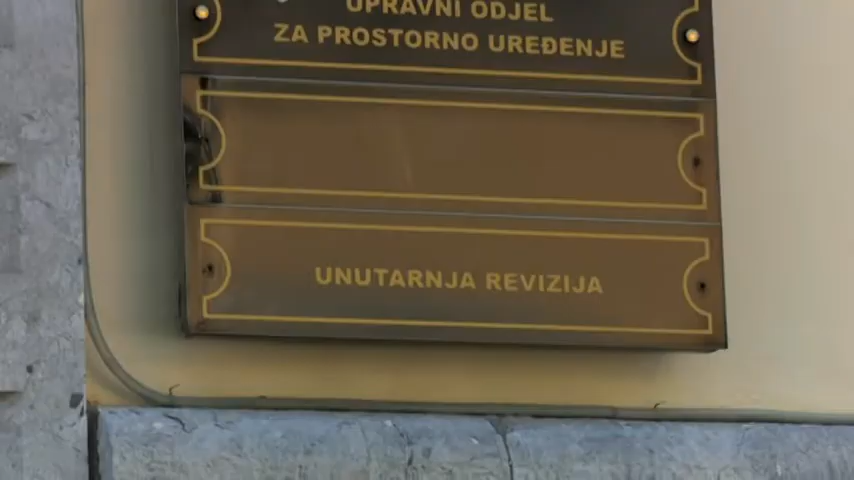 UPRAVNI ODJEL
ZA PROSTORNO UREĐENJE
UNUTARNJA REVIZIJA